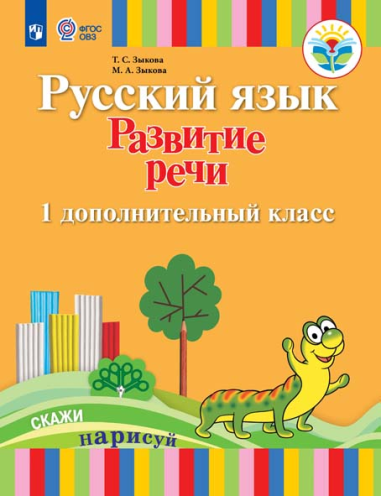 ФГОС
ОВЗ
Т. С. Зыкова
М. А. Зыкова
Русский язык
Развитие
речи
1 дополнительный класс
СКАЖИ
нарисуй